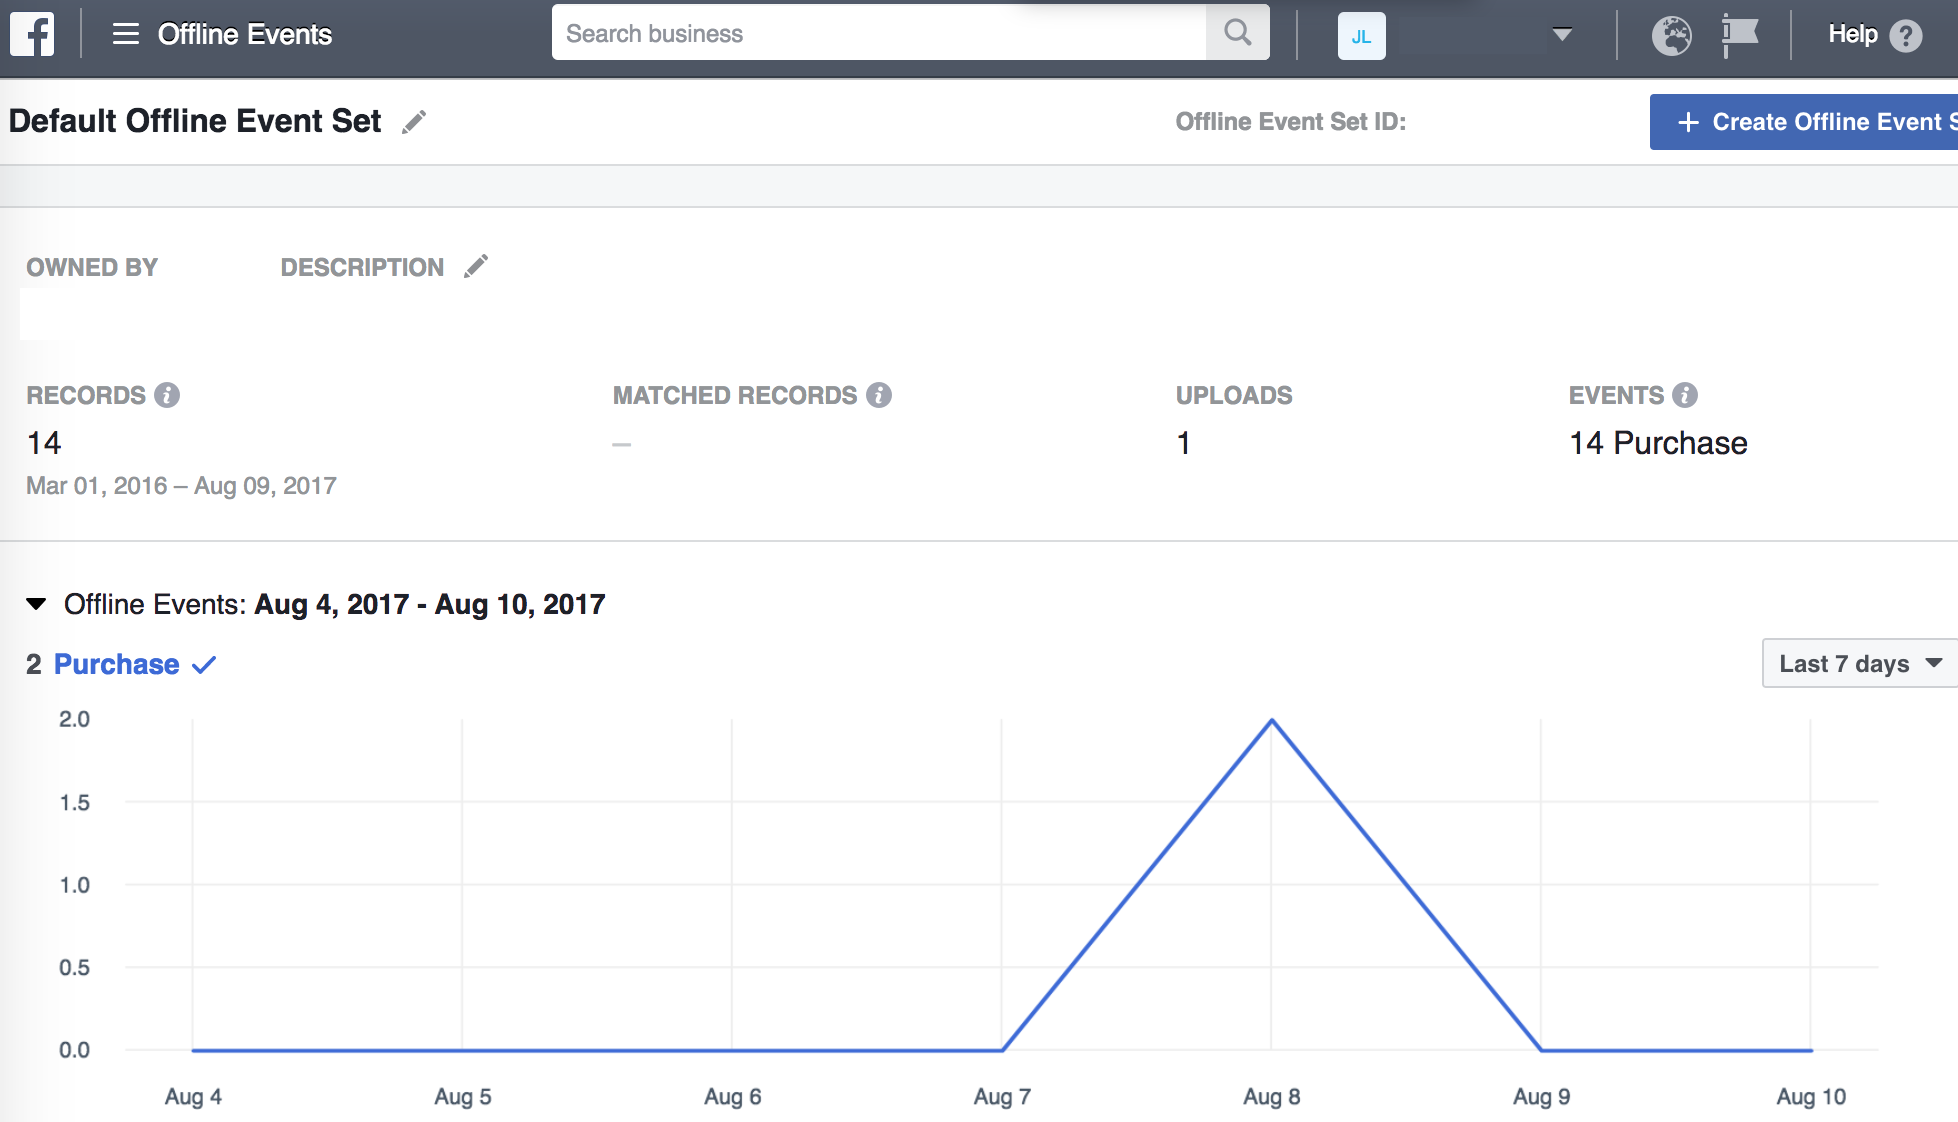 f Offline Events Search business JL Help ?
Default Offline Event Set Offline Event Set ID: + Create Offline Event S
OWNED BY DESCRIPTION
RECORDS i MATCHED RECORDS i UPLOADS EVENTS i
14 – 1 14 Purchase
Mar 01, 2016 – Aug 09, 2017
Offline Events: Aug 4, 2017 - Aug 10, 2017
2 Purchase ✓ Last 7 days
2.0
1.5
1.0
0.5
0.0
Aug 4 Aug 5 Aug 6 Aug 7 Aug 8 Aug 9 Aug 10